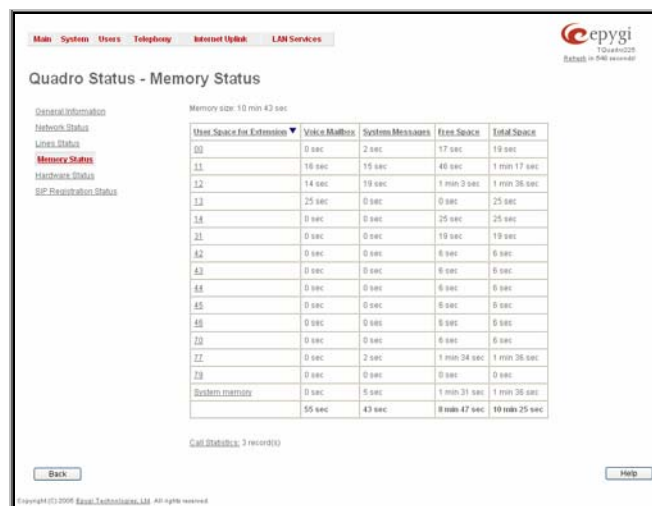 Main System Users Telephony Internet Uplink LAN Services
epygi
TQuadro225
Refresh in 548 seconds!
Quadro Status - Memory Status
General Information
Network Status
Lines Status
Memory Status
Hardware Status
SIP Registration Status
Memory size: 10 min 43 sec
User Space for Extension Voice Mailbox System Messages Free Space Total Space
00 0 sec 2 sec 17 sec 19 sec
11 16 sec 15 sec 46 sec 1 min 17 sec
12 14 sec 19 sec 1 min 3 sec 1 min 36 sec
13 25 sec 0 sec 0 sec 25 sec
14 0 sec 0 sec 25 sec 25 sec
31 0 sec 0 sec 19 sec 19 sec
42 0 sec 0 sec 6 sec 6 sec
43 0 sec 0 sec 6 sec 6 sec
44 0 sec 0 sec 6 sec 6 sec
45 0 sec 0 sec 6 sec 6 sec
46 0 sec 0 sec 6 sec 6 sec
70 0 sec 0 sec 6 sec 6 sec
77 0 sec 2 sec 1 min 34 sec 1 min 36 sec
79 0 sec 0 sec 0 sec 0 sec
System memory 0 sec 5 sec 1 min 31 sec 1 min 36 sec
55 sec 43 sec 8 min 47 sec 10 min 25 sec
Call Statistics: 3 record(s)
Back Help
Copyright (C) 2006 Epygi Technologies, Ltd. All rights reserved